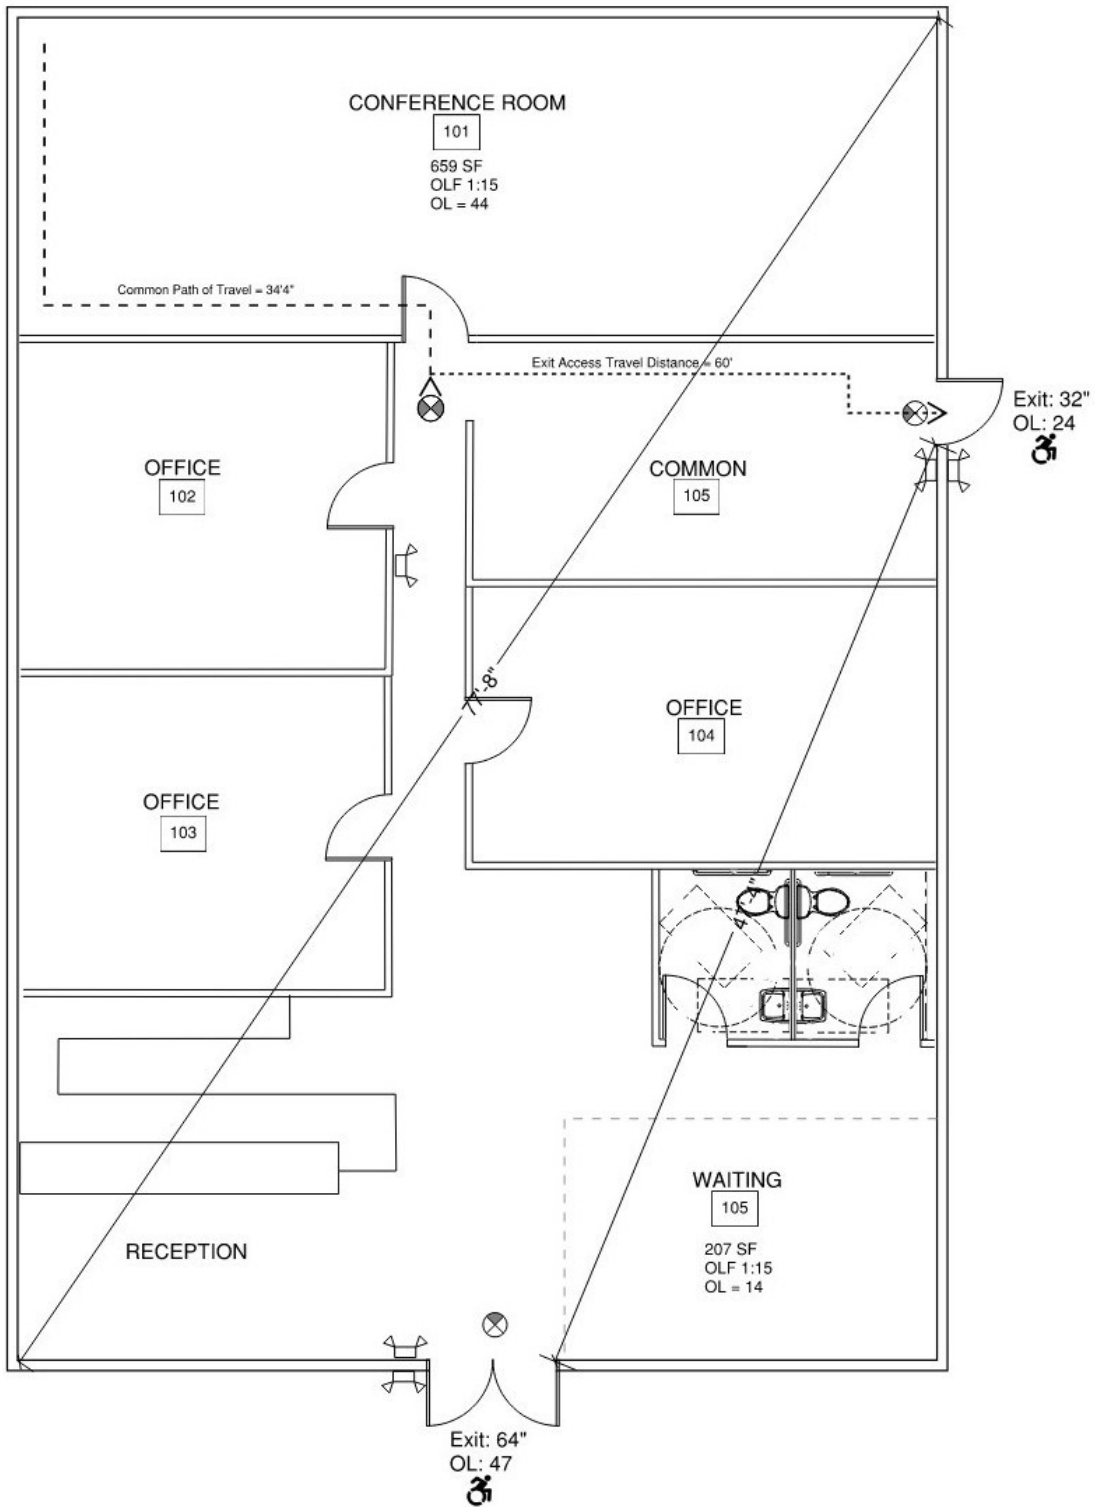 CONFERENCE ROOM
101
659 SF
OLF 1:15
OL = 44
Common Path of Travel = 34'4"
Exit Access Travel Distance = 60'
Exit: 32"
OL: 24
OFFICE
102
COMMON
105
77'-8"
OFFICE
104
OFFICE
103
WAITING
105
207 SF
OLF 1:15
OL = 14
RECEPTION
Exit: 64"
OL: 47